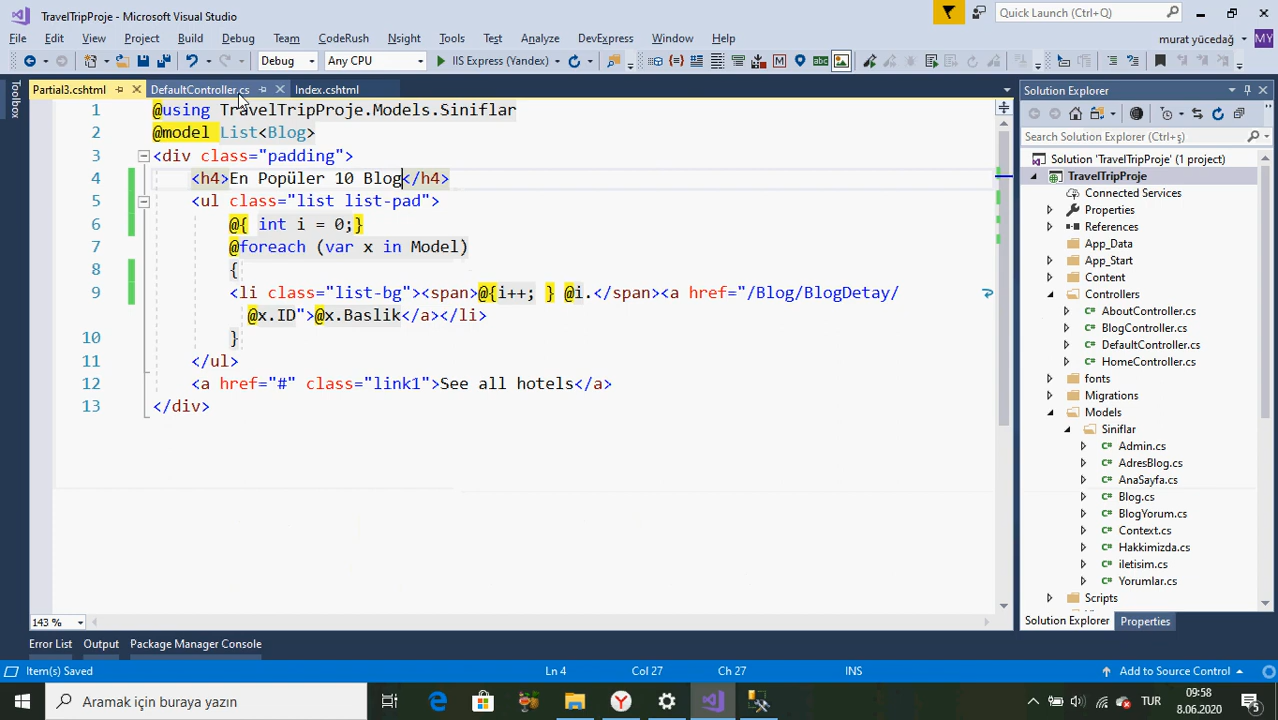 TravelTripProje - Microsoft Visual Studio
Quick Launch (Ctrl+Q)
File Edit View Project Build Debug Team CodeRush Nsight Tools Test Analyze DevExpress Window Help
murat yücedağ MY
Debug Any CPU IIS Express (Yandex)
Toolbox
Partial3.cshtml DefaultController.cs Index.cshtml
1 @using TravelTripProje.Models.Siniflar
2 @model List<Blog>
3 <div class="padding">
4 <h4>En Popüler 10 Blog</h4>
5 <ul class="list list-pad">
6 @{ int i = 0;}
7 @foreach (var x in Model)
8 {
9 <li class="list-bg"><span>@{i++; } @i.</span><a href="/Blog/BlogDetay/
@x.ID">@x.Baslik</a></li>
10 }
11 </ul>
12 <a href="#" class="link1">See all hotels</a>
13 </div>
143 %
Solution Explorer
Search Solution Explorer (Ctrl+ş)
Solution 'TravelTripProje' (1 project)
TravelTripProje
Connected Services
Properties
References
App_Data
App_Start
Content
Controllers
AboutController.cs
BlogController.cs
DefaultController.cs
HomeController.cs
fonts
Migrations
Models
Siniflar
Admin.cs
AdresBlog.cs
AnaSayfa.cs
Blog.cs
BlogYorum.cs
Context.cs
Hakkimizda.cs
iletisim.cs
Yorumlar.cs
Scripts
Solution Explorer Properties
Error List Output Package Manager Console
Item(s) Saved Ln 4 Col 27 Ch 27 INS Add to Source Control
Aramak için buraya yazın
TUR
09:58
8.06.2020
5